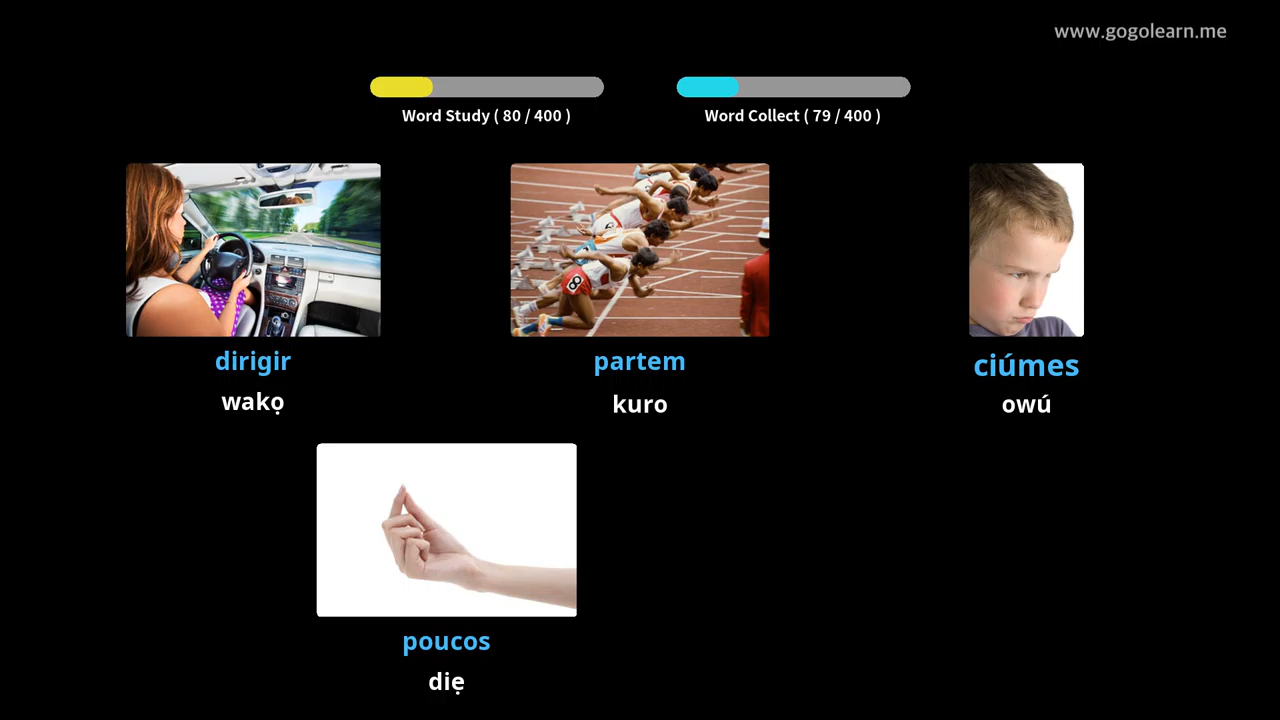 www.gogolearn.me
Word Study ( 80 / 400 )
Word Collect ( 79 / 400 )
8
dirigir
partem
ciúmes
wakọ
kuro
owú
poucos
diẹ